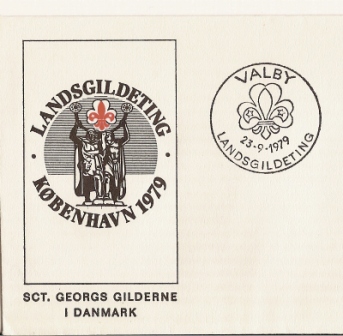 LANDSGILDETING
KØBENHAVN 1979
SCT. GEORGS GILDERNE
I DANMARK
VALBY
23-9-1979
LANDSGILDETING